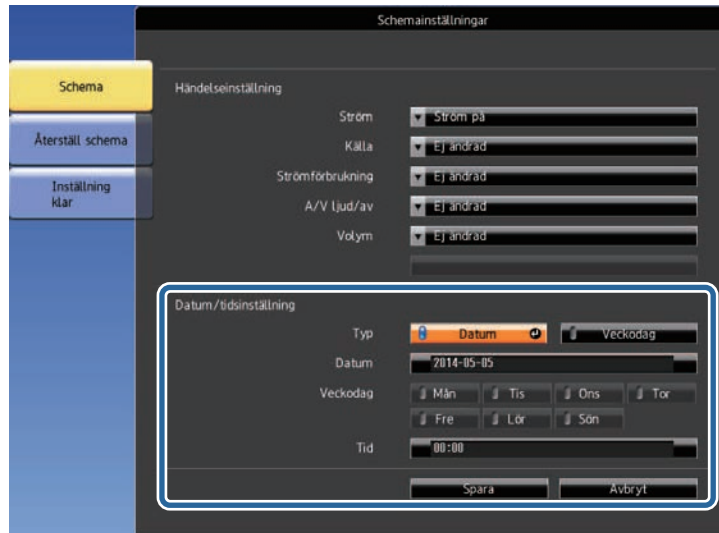 Schemainställningar
Schema
Återställ schema
Inställning
klar
Händelseinställning
Ström Ström på
Källa Ej ändrad
Strömförbrukning Ej ändrad
A/V ljud/av Ej ändrad
Volym Ej ändrad
Datum/tidsinställning
Typ Datum Veckodag
Datum 2014-05-05
Veckodag Mån Tis Ons Tor
Fre Lör Sön
Tid 00:00
Spara Avbryt